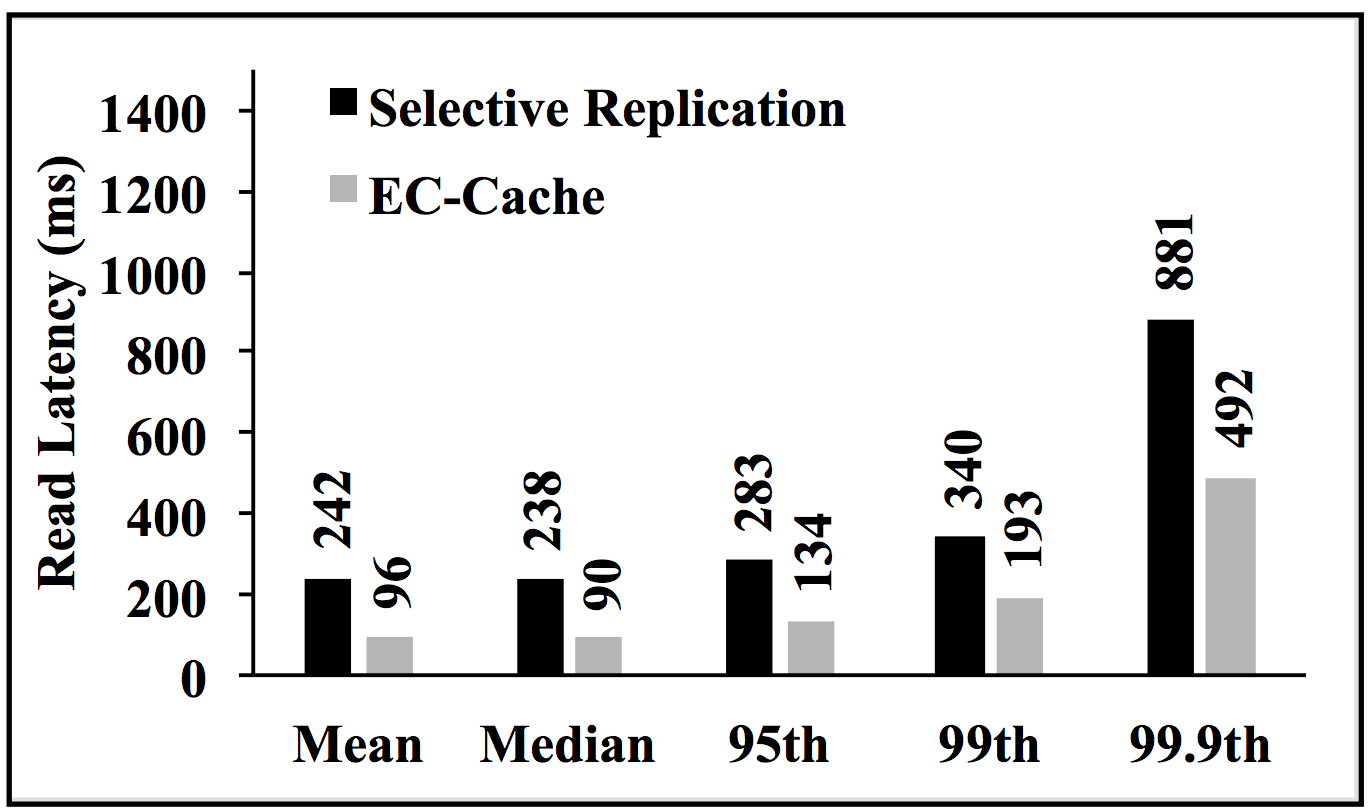 Read Latency (ms)
1400
1200
1000
800
600
400
200
0
Selective Replication
EC-Cache
242
96
238
90
283
134
340
193
881
492
Mean
Median
95th
99th
99.9th